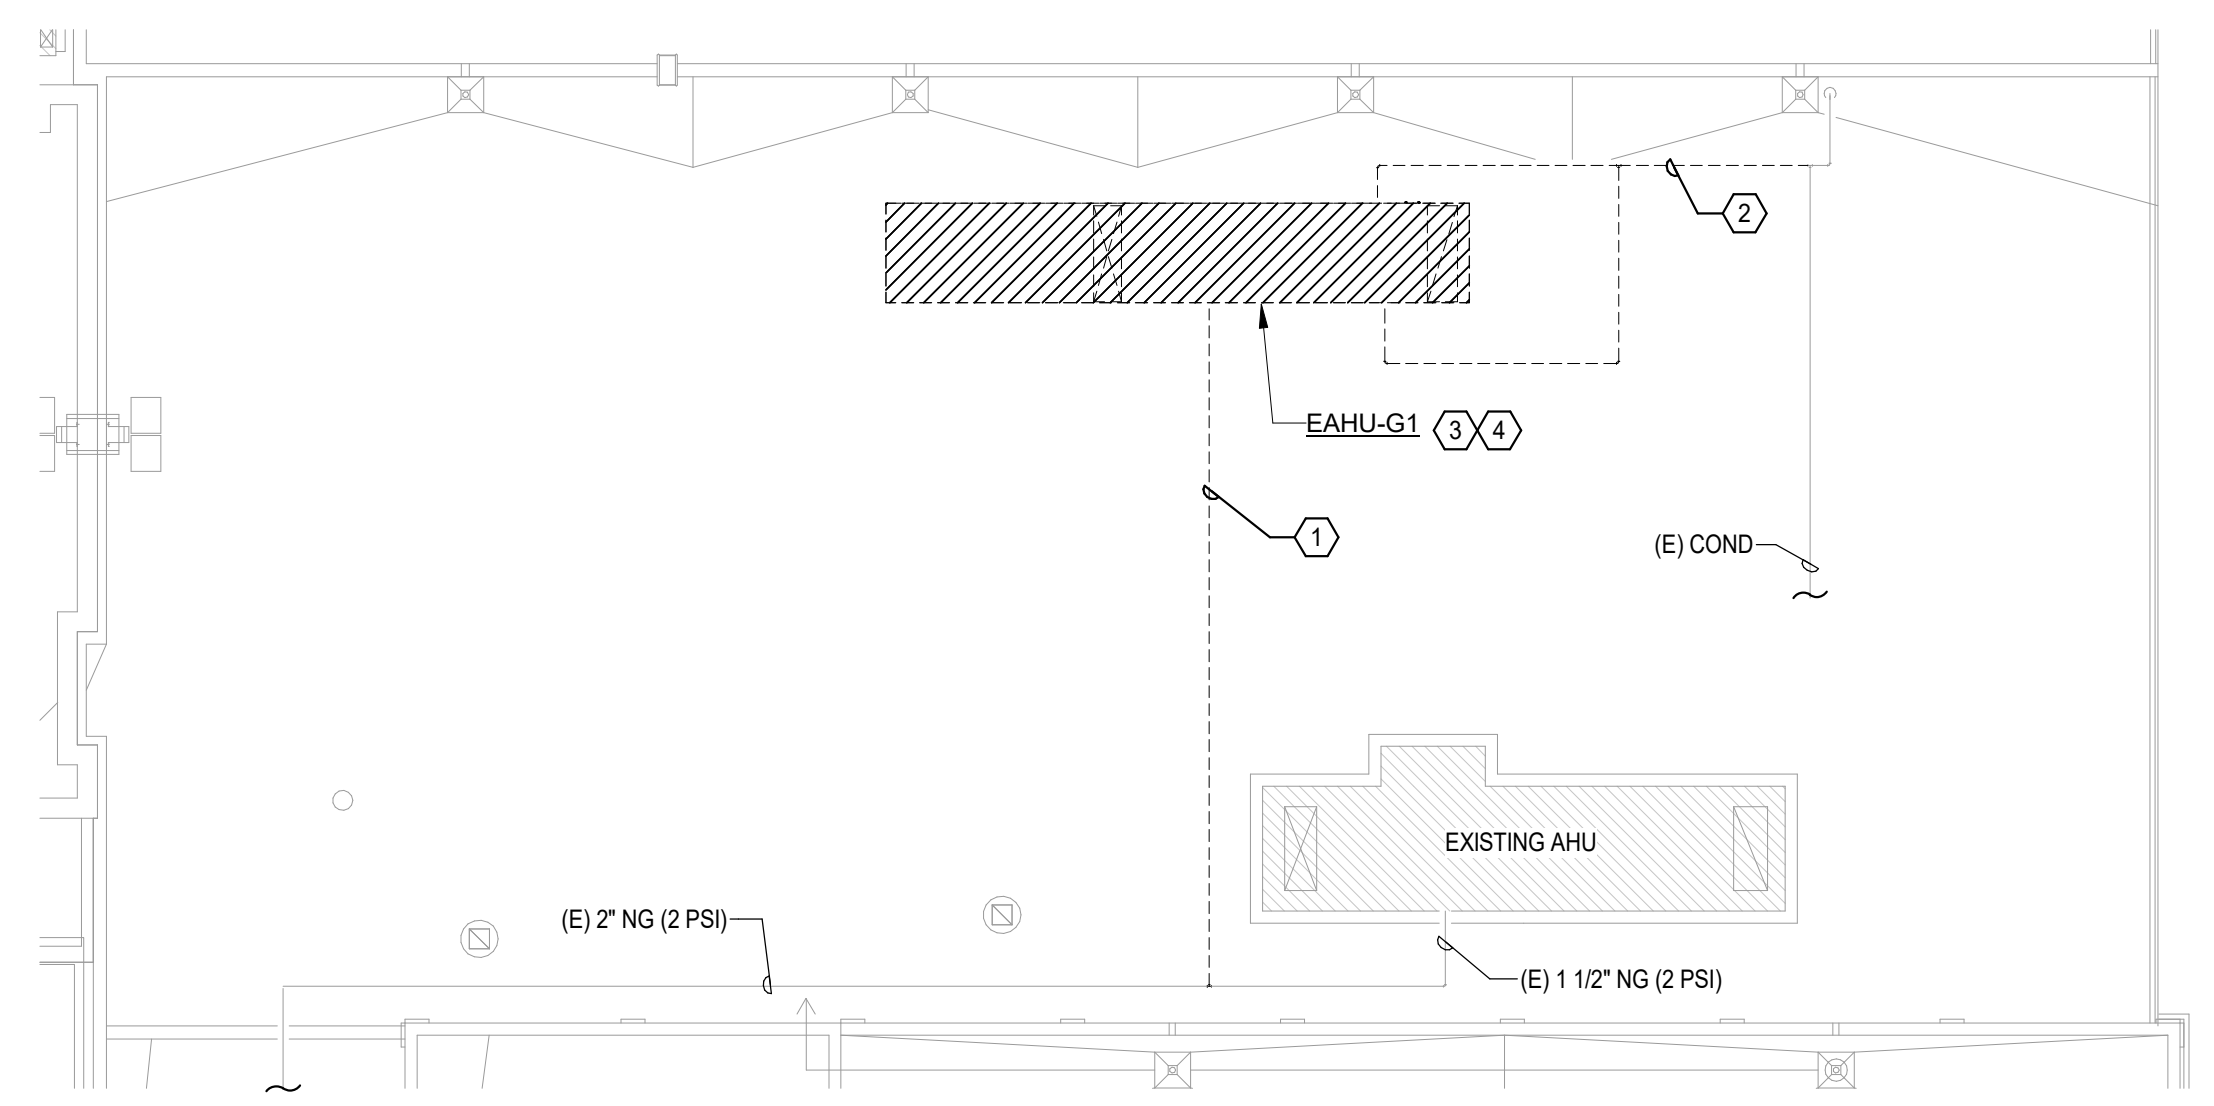 2
EAHU-G1 3 4
1
(E) COND
EXISTING AHU
(E) 2" NG (2 PSI)
(E) 1 1/2" NG (2 PSI)